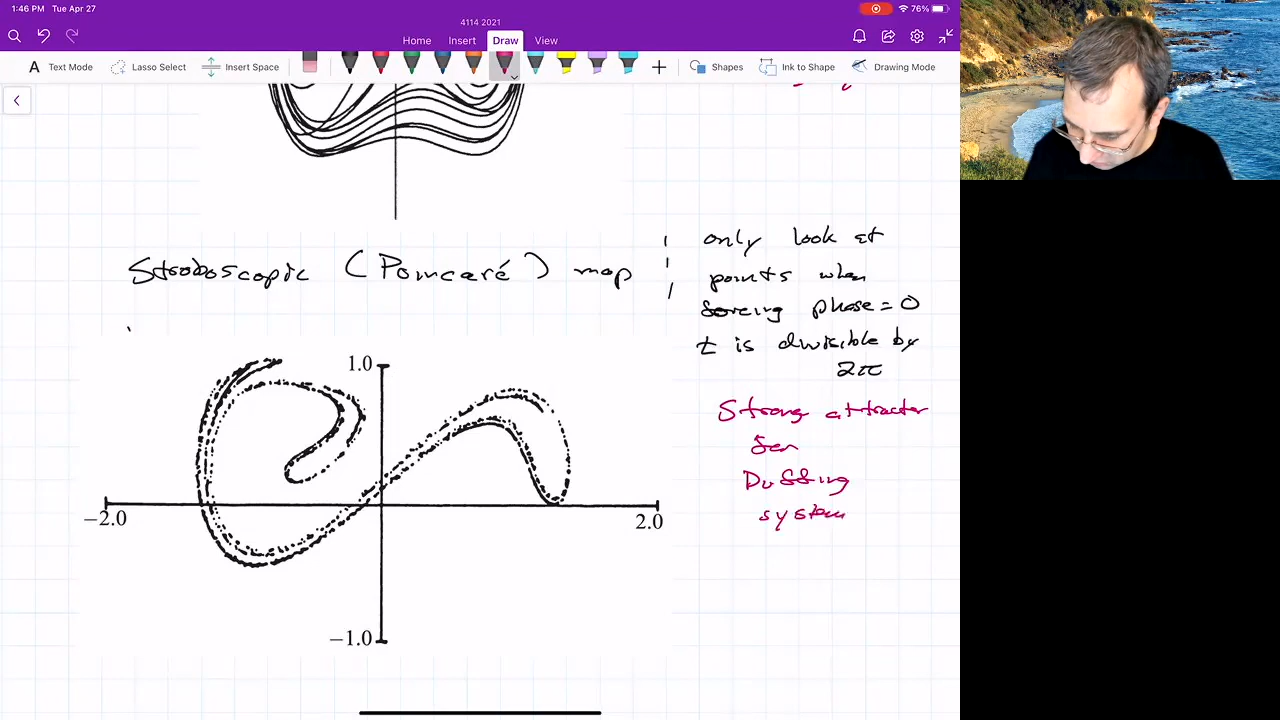 1:46 PM Tue Apr 27
76%
4114 2021
Home Insert Draw View
Text Mode Lasso Select Insert Space Shapes Ink to Shape Drawing Mode
Stroboscopic (Poincaré) map
only look at
points when
forcing phase = 0
t is divisible by
2π
Strong attractor
for
Duffing
system
1.0
-2.0
2.0
-1.0